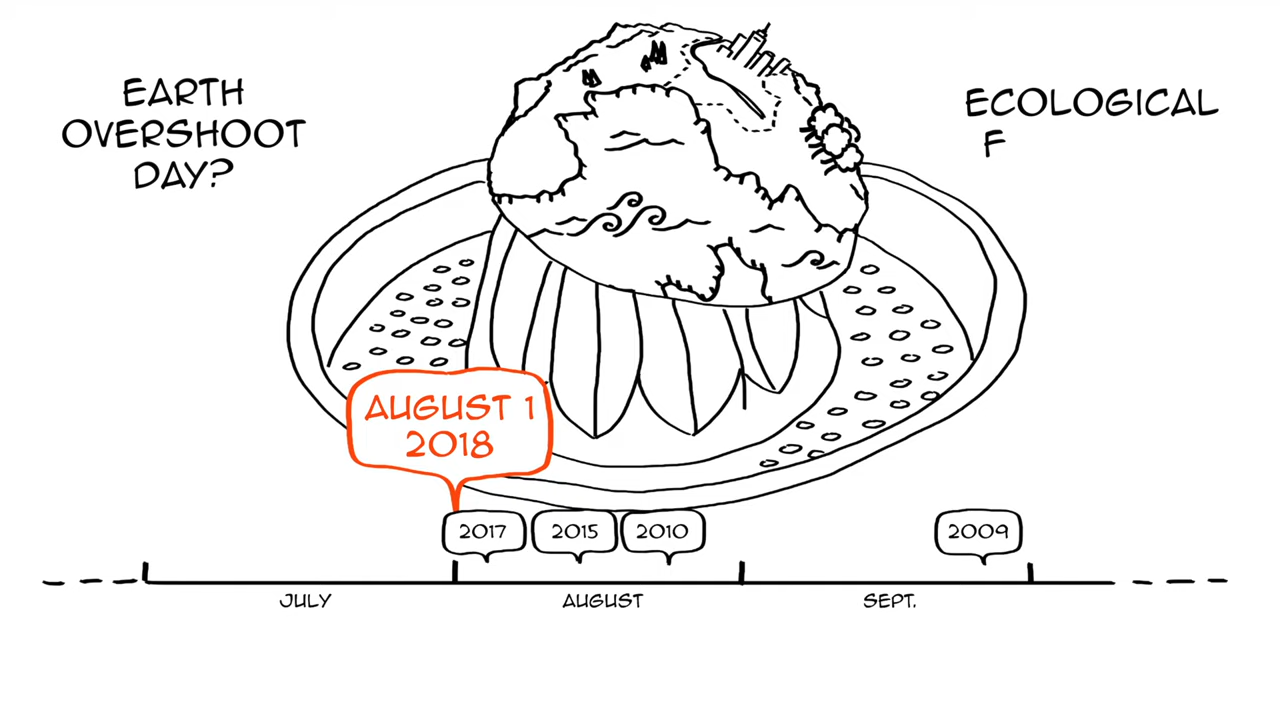 EARTH
OVERSHOOT
DAY?
ECOLOGICAL
F
AUGUST 1
2018
2017
2015
2010
2009
JULY
AUGUST
SEPT.